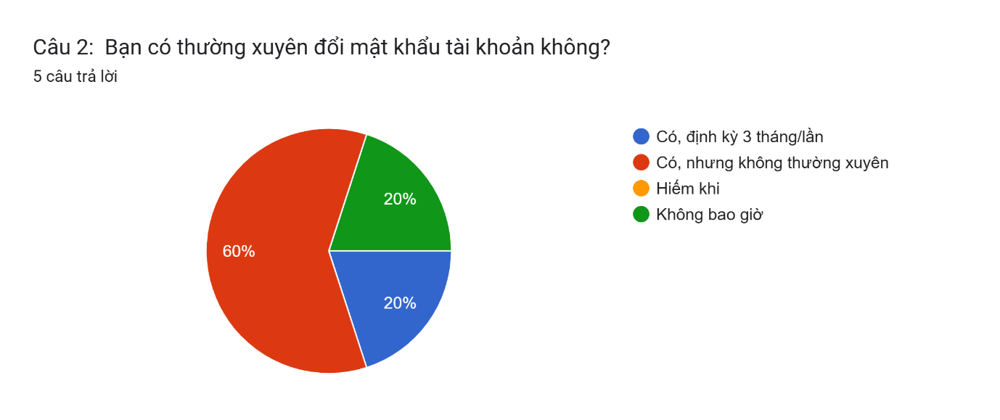 Câu 2:  Bạn có thường xuyên đổi mật khẩu tài khoản không?
5 câu trả lời
Có, định kỳ 3 tháng/lần
Có, nhưng không thường xuyên
Hiếm khi
Không bao giờ
20%
60%
20%